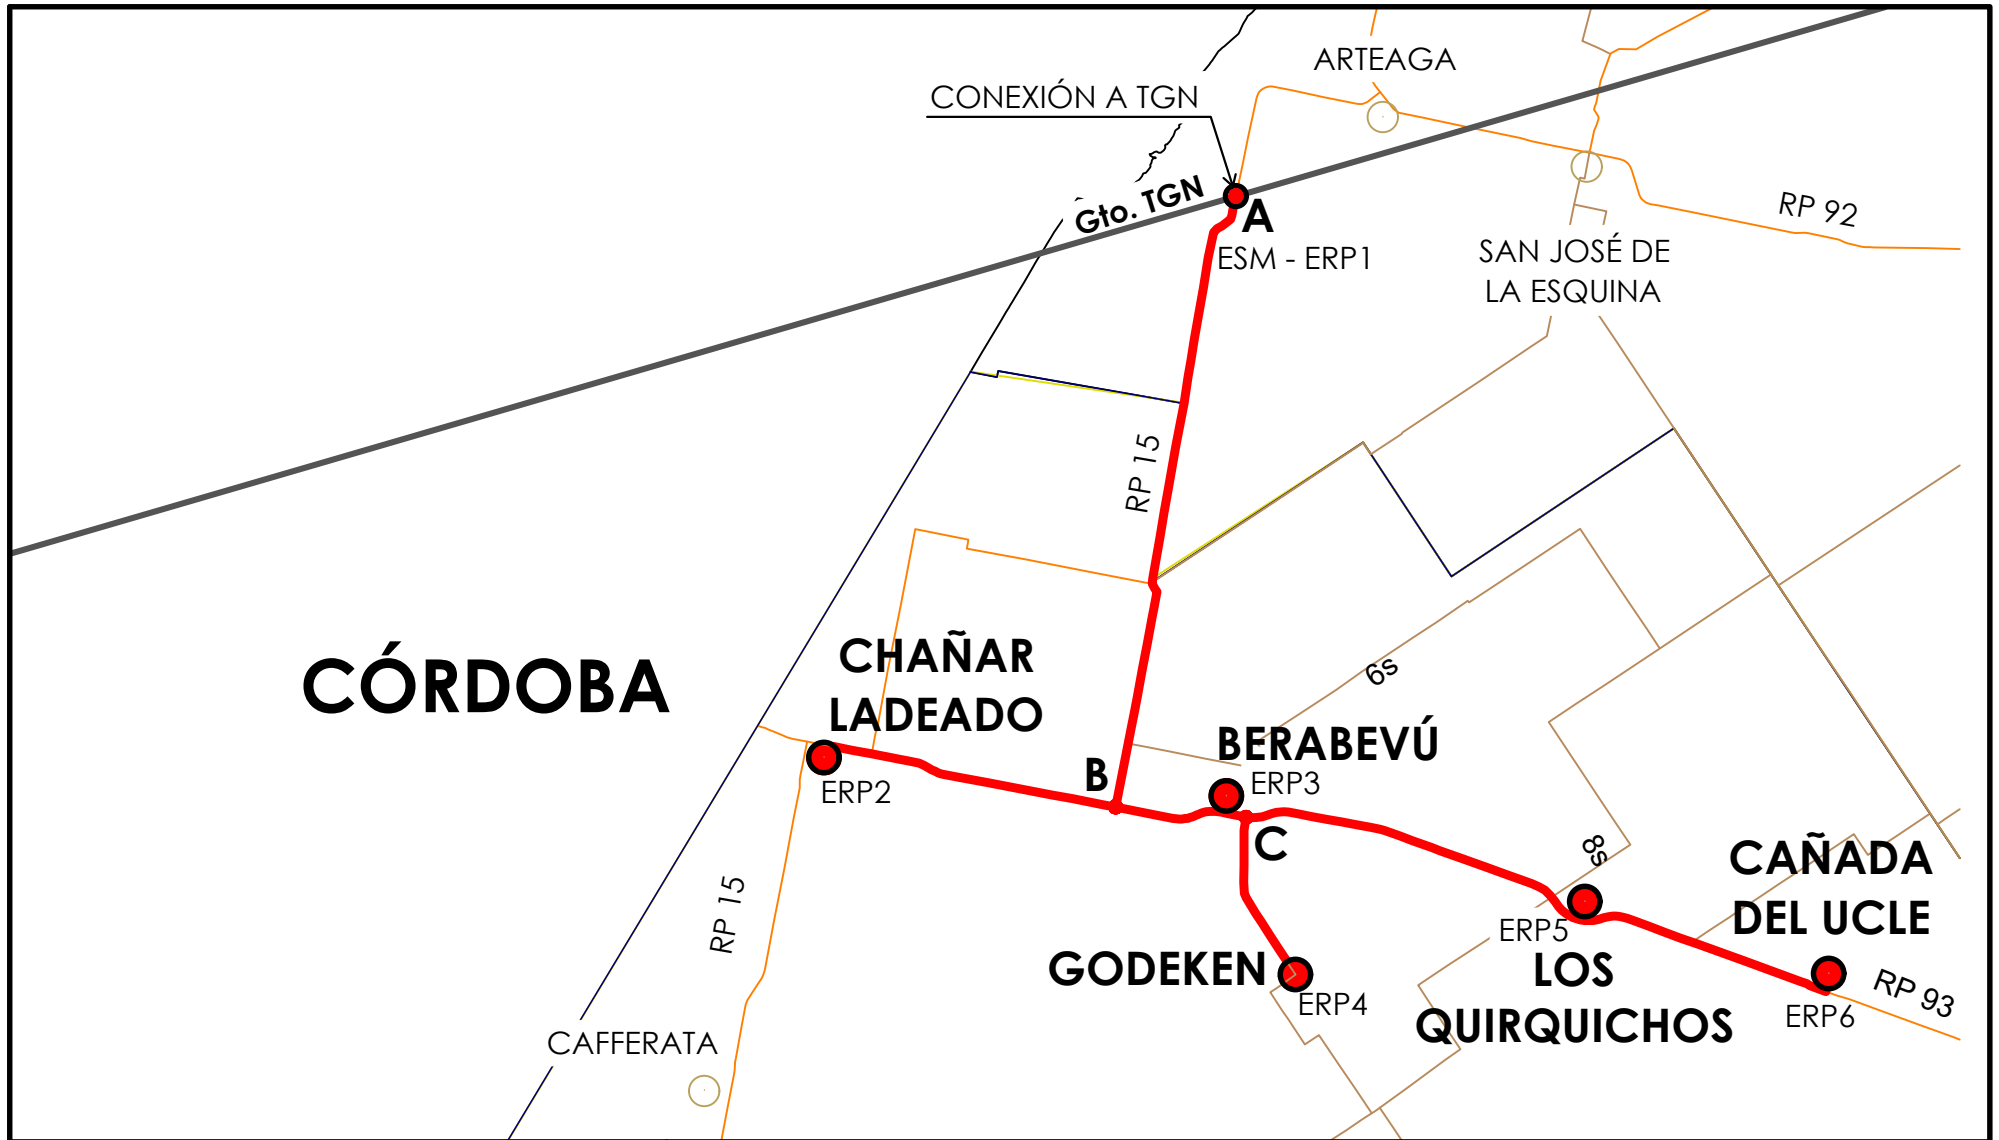 ARTEAGA
CONEXIÓN A TGN
Gto. TGN
A
ESM - ERP1
RP 92
SAN JOSÉ DE
LA ESQUINA
RP 15
CÓRDOBA
CHAÑAR
LADEADO
ERP2
B
6s
BERABEVÚ
ERP3
C
8s
CAÑADA
DEL UCLE
RP 15
GODEKEN
ERP4
ERP5
LOS
QUIRQUICHOS
ERP6
RP 93
CAFFERATA